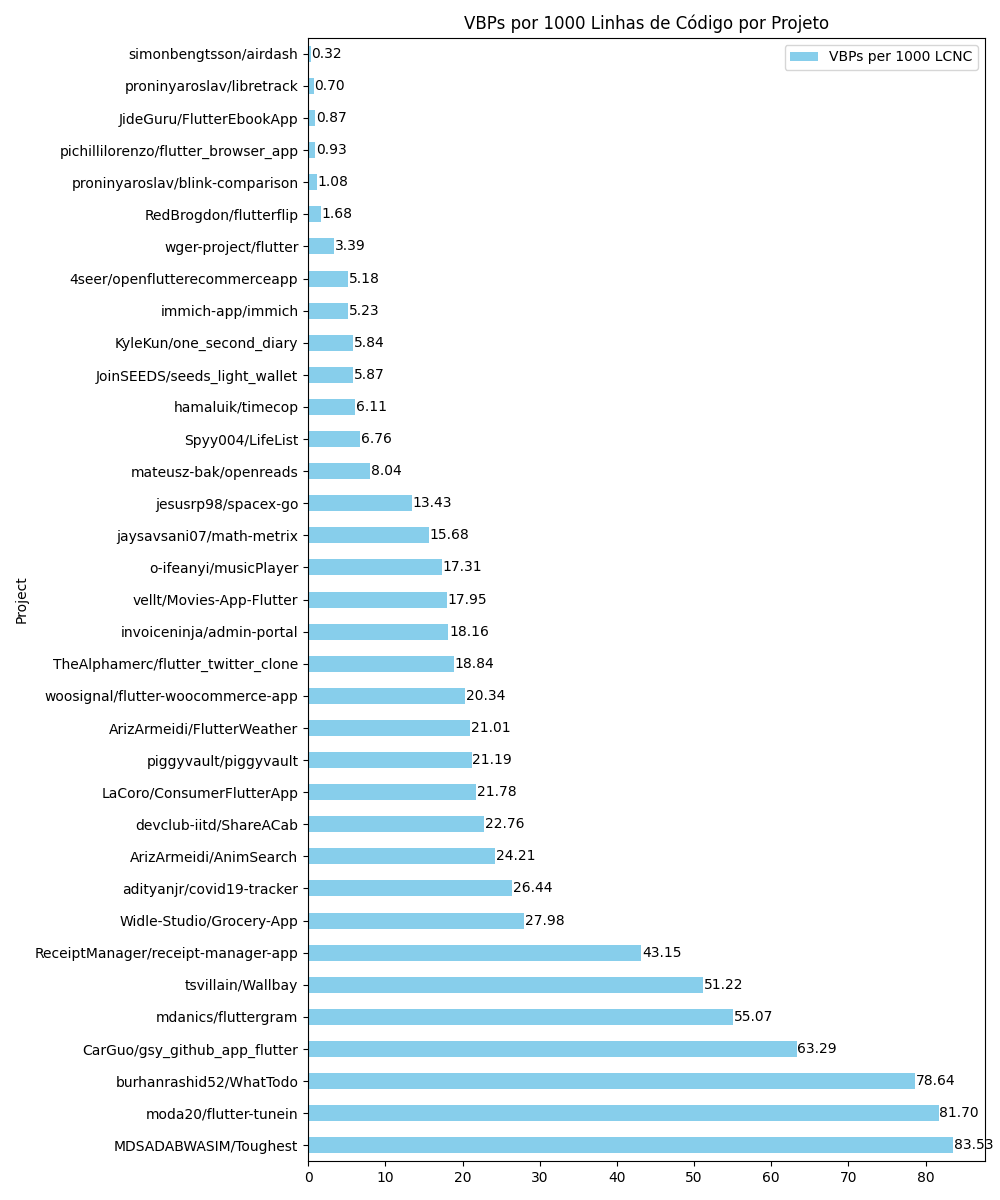 VBPs por 1000 Linhas de Código por Projeto
VBPs per 1000 LCNC
simonbengtsson/airdash 0.32
proninyaroslav/libretrack 0.70
JideGuru/FlutterEbookApp 0.87
pichillilorenzo/flutter_browser_app 0.93
proninyaroslav/blink-comparison 1.08
RedBrogdon/flutterflip 1.68
wger-project/flutter 3.39
4seer/openflutterecommerceapp 5.18
immich-app/immich 5.23
KyleKun/one_second_diary 5.84
JoinSEEDS/seeds_light_wallet 5.87
hamaluik/timecop 6.11
Spyy004/LifeList 6.76
mateusz-bak/openreads 8.04
jesusrp98/spacex-go 13.43
jaysavsani07/math-metrix 15.68
o-ifeanyi/musicPlayer 17.31
vellt/Movies-App-Flutter 17.95
invoiceninja/admin-portal 18.16
TheAlphamerc/flutter_twitter_clone 18.84
woosignal/flutter-woocommerce-app 20.34
ArizArmeidi/FlutterWeather 21.01
piggyvault/piggyvault 21.19
LaCoro/ConsumerFlutterApp 21.78
devclub-iitd/ShareACab 22.76
ArizArmeidi/AnimSearch 24.21
adityanjr/covid19-tracker 26.44
Widle-Studio/Grocery-App 27.98
ReceiptManager/receipt-manager-app 43.15
tsvillain/Wallbay 51.22
mdanics/fluttergram 55.07
CarGuo/gsy_github_app_flutter 63.29
burhanrashid52/WhatTodo 78.64
moda20/flutter-tunein 81.70
MDSADABWASIM/Toughest 83.53
Project
0 10 20 30 40 50 60 70 80